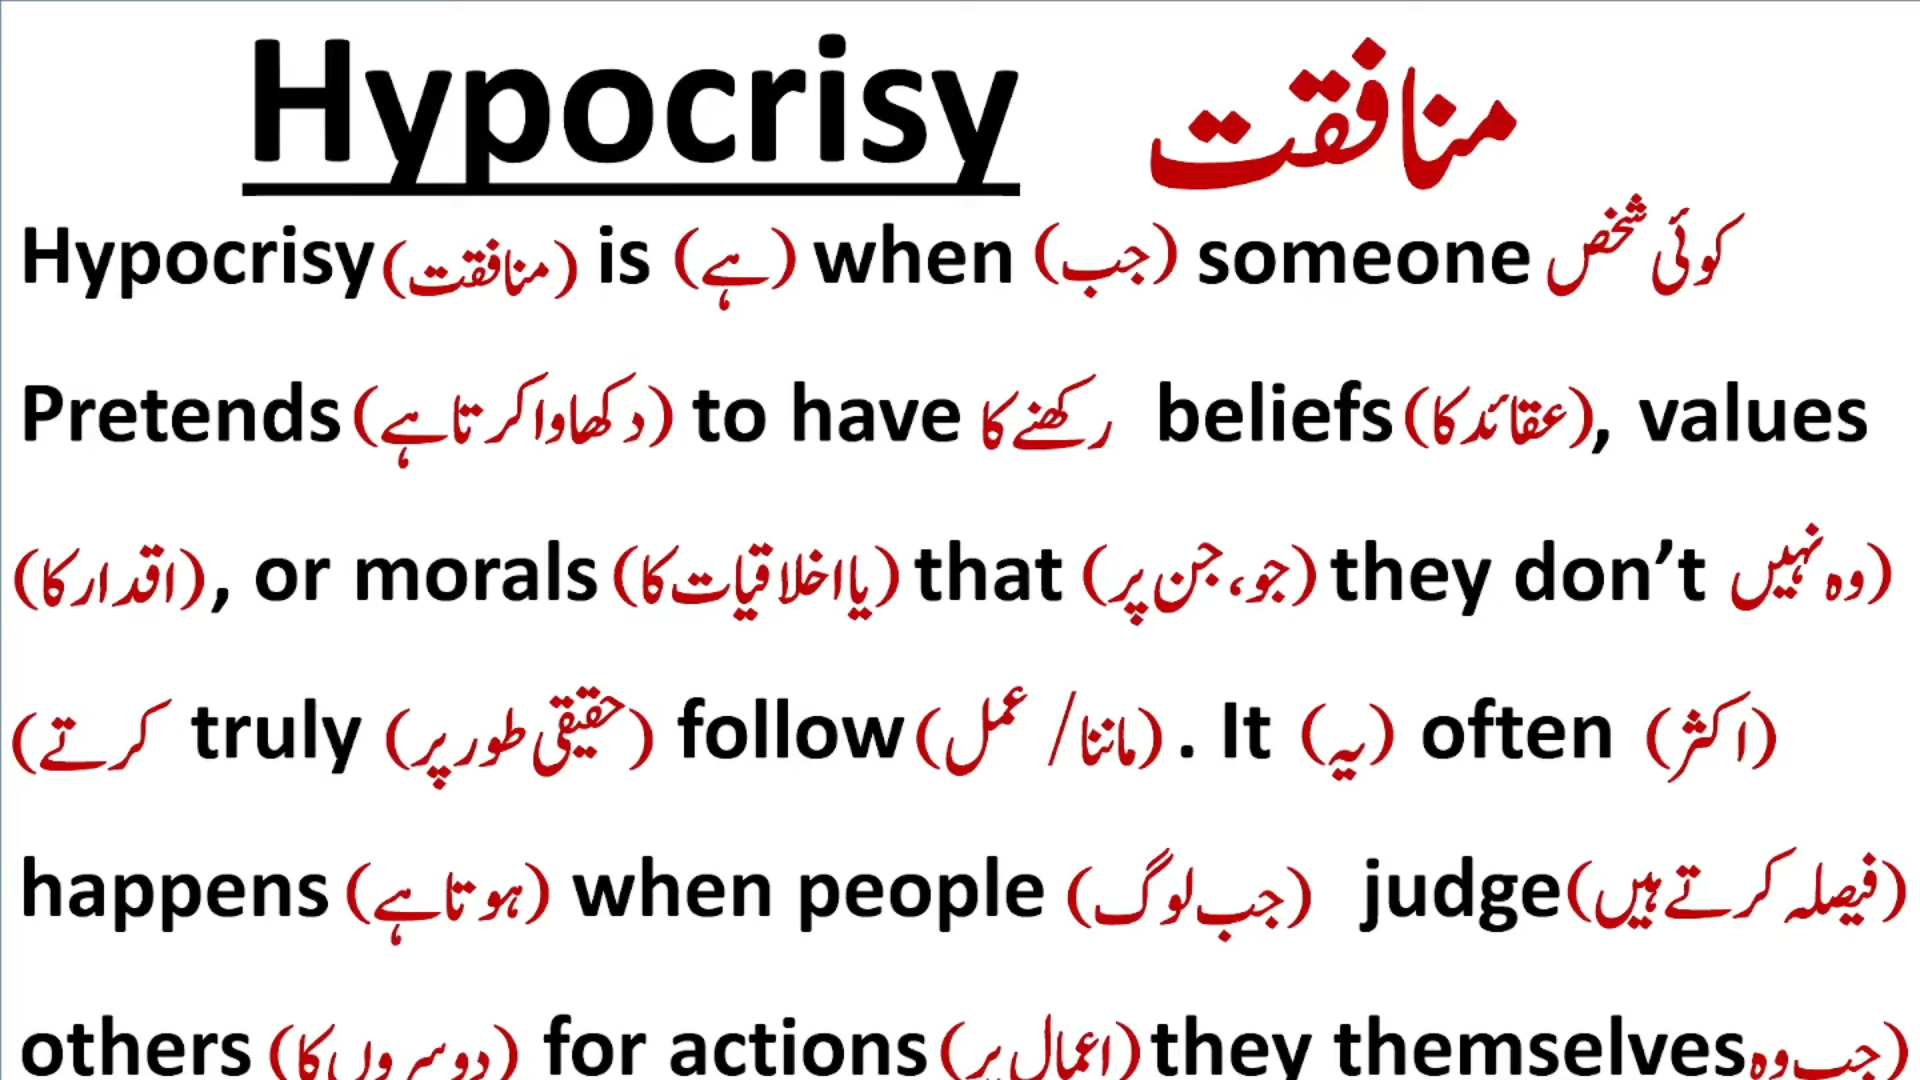 Hypocrisy منافقت
Hypocrisy (منافقت) is (ہے) when (جب) someone کوئی شخص
Pretends (دکھاوا کرتا ہے) to have رکھنے کا beliefs (عقائد کا), values
(اقدار کا), or morals (یا اخلاقیات کا) that (جو، جن پر) they don’t (وہ نہیں
کرتے) truly (حقیقی طور پر) follow (ماننا / عمل). It (یہ) often (اکثر)
happens (ہوتا ہے) when people (جب لوگ) judge (فیصلہ کرتے ہیں)
others (دوسروں کا) for actions (اعمال پر) they themselves (جب وہ